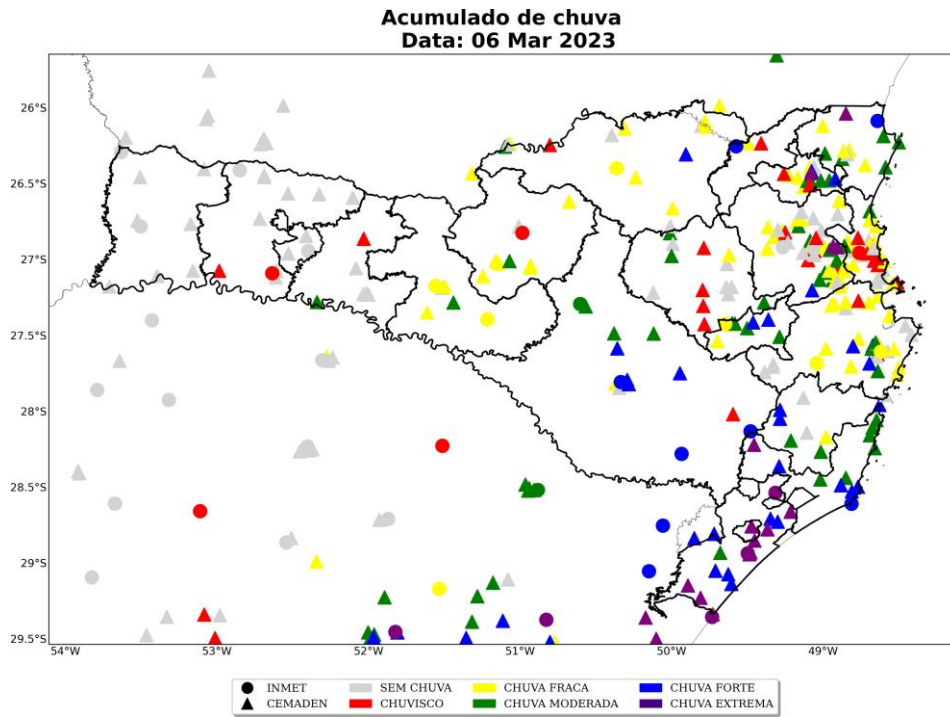 Acumulado de chuva
Data: 06 Mar 2023
26°S
26.5°S
27°S
27.5°S
28°S
28.5°S
29°S
29.5°S
54°W
53°W
52°W
51°W
50°W
49°W
INMET
SEM CHUVA
CHUVA FRACA
CHUVA FORTE
CEMADEN
CHUVISCO
CHUVA MODERADA
CHUVA EXTREMA